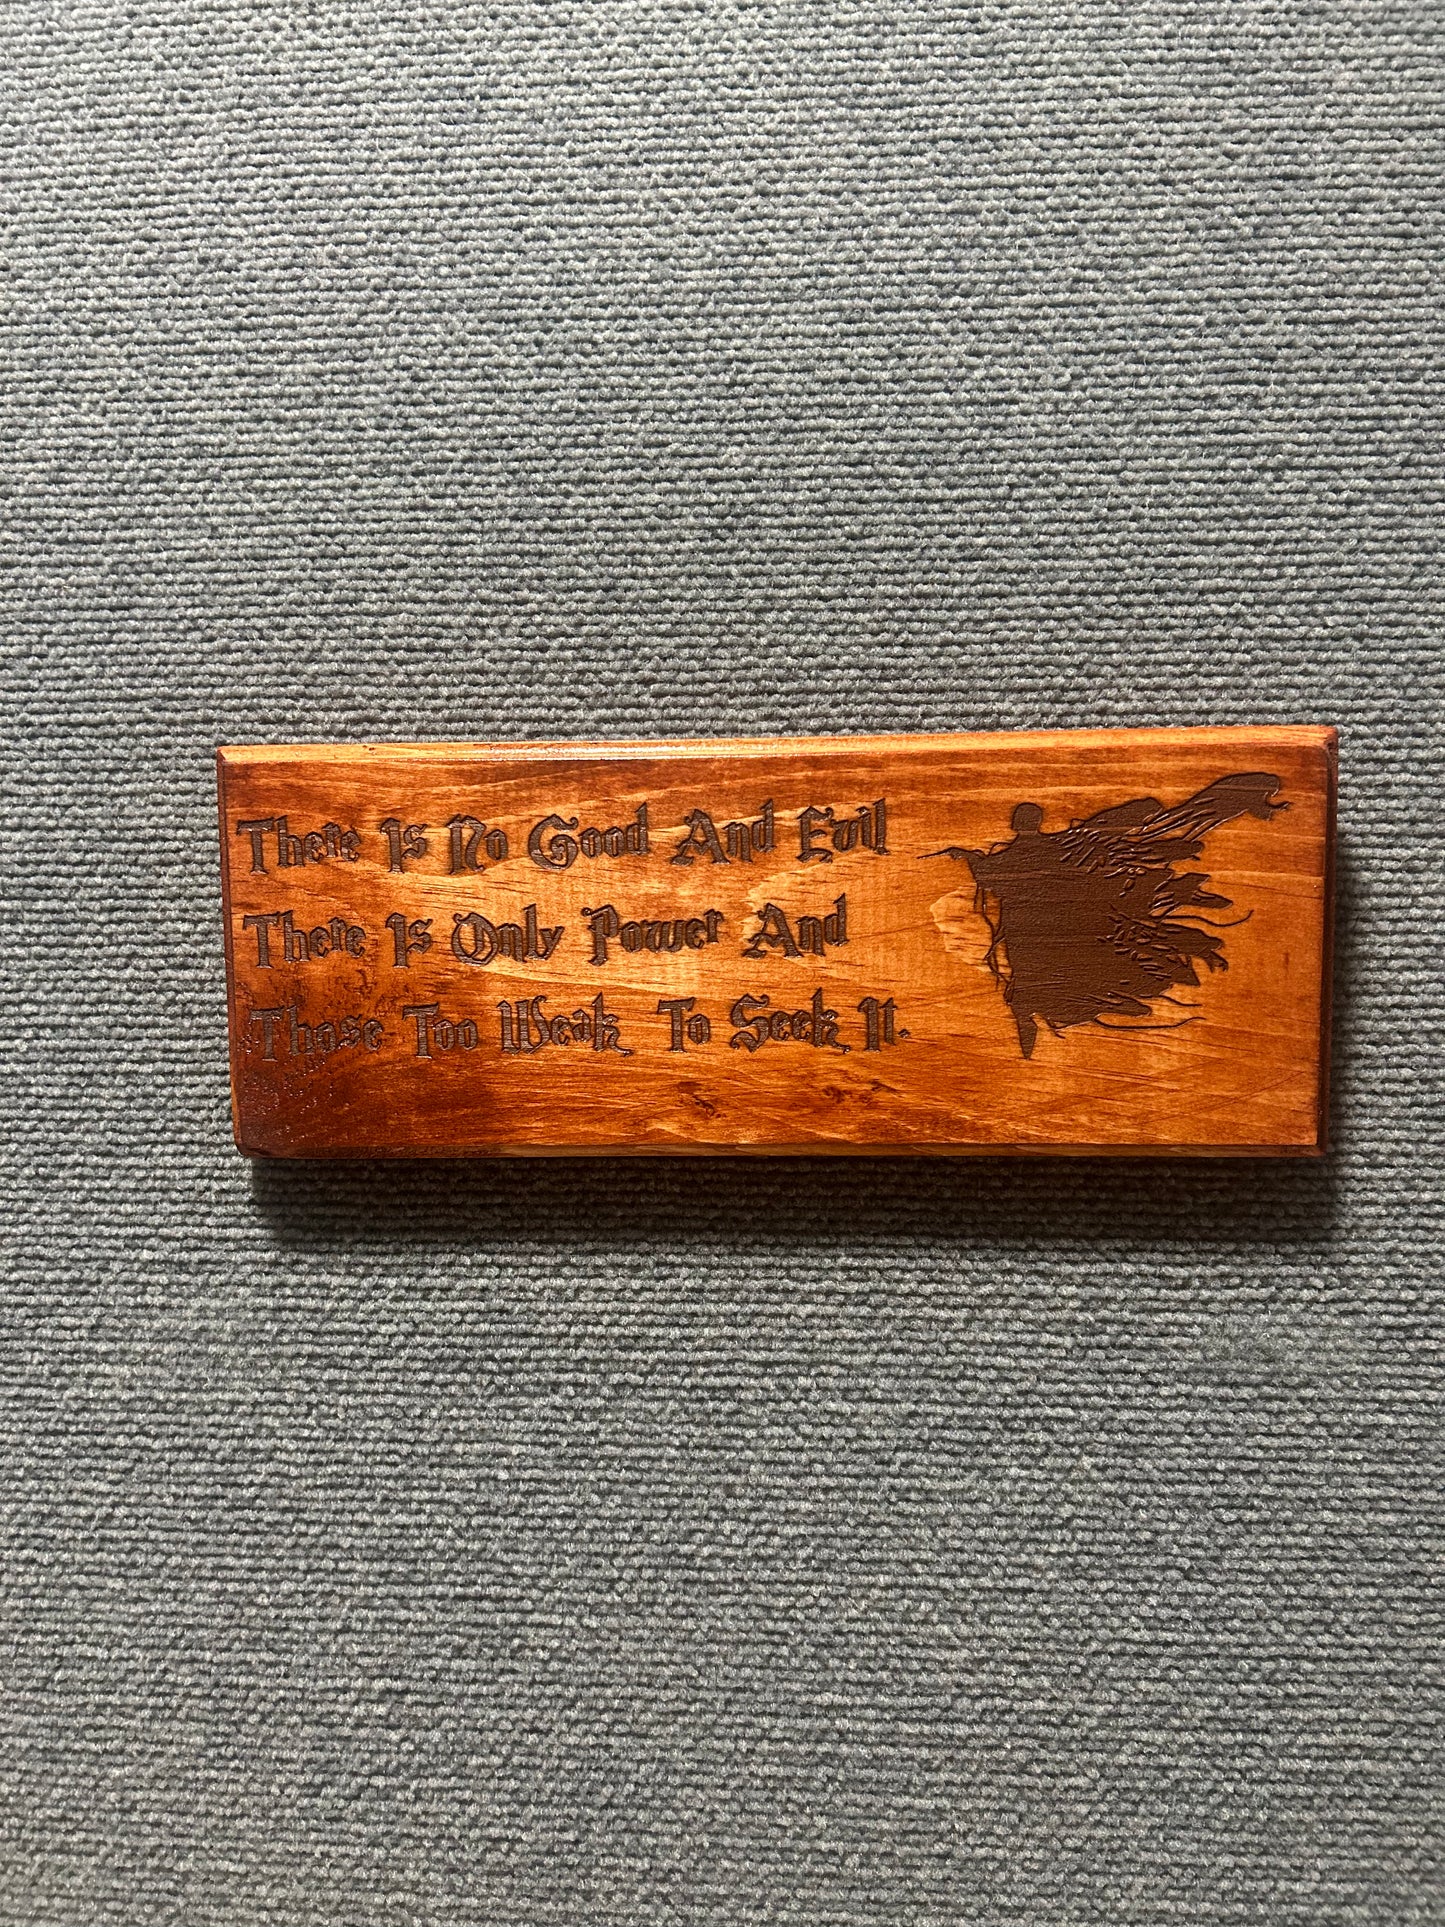 There Is No Good And Evil
There Is Only Power And
Those Too Weak To Seek It.